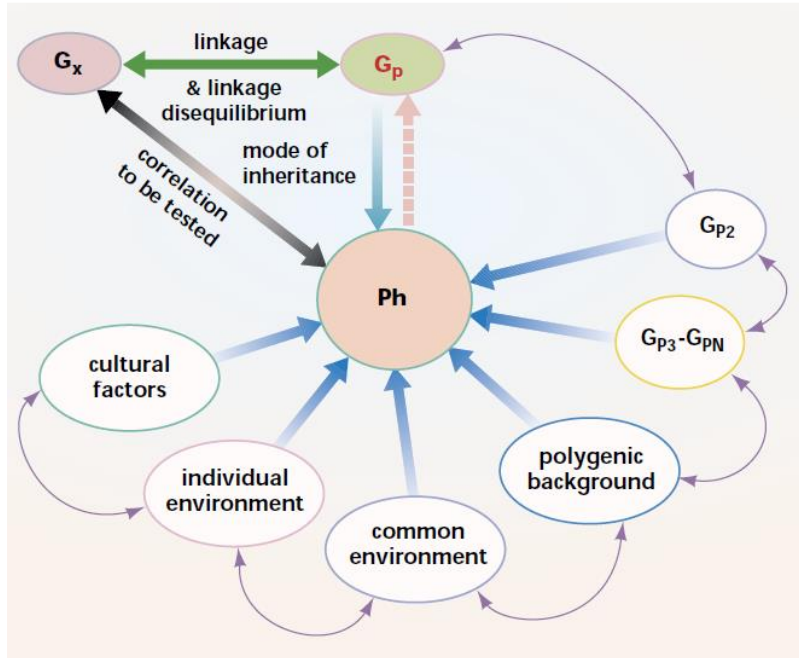 Gx
linkage
Gp
& linkage
disequilibrium
mode of
inheritance
correlation
to be tested
GP2
Ph
GP3-GPN
cultural
factors
individual
environment
common
environment
polygenic
background